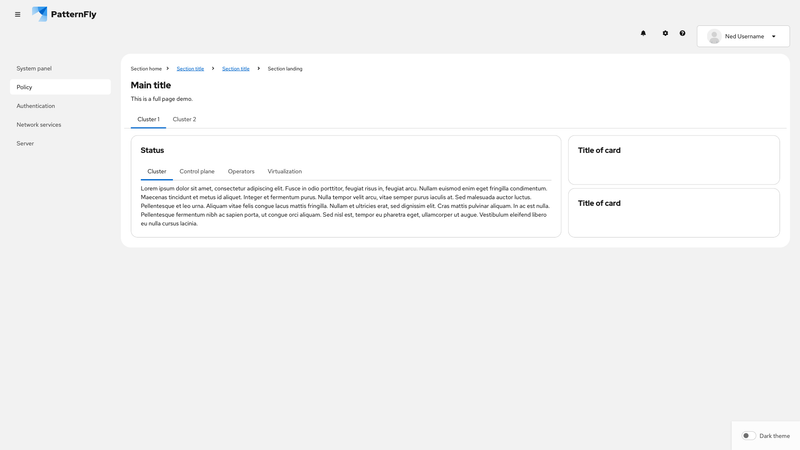 PatternFly
Ned Username
System panel
Policy
Authentication
Network services
Server
Section home Section title Section title Section landing
Main title
This is a full page demo.
Cluster 1 Cluster 2
Status
Cluster Control plane Operators Virtualization
Lorem ipsum dolor sit amet, consectetur adipiscing elit. Fusce in odio porttitor, feugiat risus in, feugiat arcu. Nullam euismod enim eget fringilla condimentum.
Maecenas tincidunt et metus id aliquet. Integer et fermentum purus. Nulla tempor velit arcu, vitae semper purus iaculis at. Sed malesuada auctor luctus.
Pellentesque et leo urna. Aliquam vitae felis congue lacus mattis fringilla. Nullam et ultricies erat, sed dignissim elit. Cras mattis pulvinar aliquam. In ac est nulla.
Pellentesque fermentum nibh ac sapien porta, ut congue orci aliquam. Sed nisl est, tempor eu pharetra eget, ullamcorper ut augue. Vestibulum eleifend libero
eu nulla cursus lacinia.
Title of card
Title of card
Dark theme